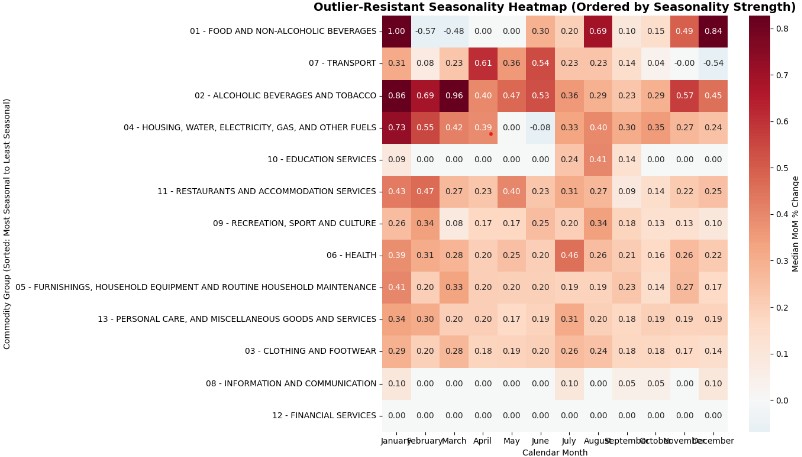 Outlier-Resistant Seasonality Heatmap (Ordered by Seasonality Strength)
Commodity Group (Sorted: Most Seasonal to Least Seasonal)
01 - FOOD AND NON-ALCOHOLIC BEVERAGES 1.00 -0.57 -0.48 0.00 0.00 0.30 0.20 0.69 0.10 0.15 0.49 0.84
07 - TRANSPORT 0.31 0.08 0.23 0.61 0.36 0.54 0.23 0.23 0.14 0.04 -0.00 -0.54
02 - ALCOHOLIC BEVERAGES AND TOBACCO 0.86 0.69 0.96 0.40 0.47 0.53 0.36 0.29 0.23 0.29 0.57 0.45
04 - HOUSING, WATER, ELECTRICITY, GAS, AND OTHER FUELS 0.73 0.55 0.42 0.39 0.00 -0.08 0.33 0.40 0.30 0.35 0.27 0.24
10 - EDUCATION SERVICES 0.09 0.00 0.00 0.00 0.00 0.00 0.24 0.41 0.14 0.00 0.00 0.00
11 - RESTAURANTS AND ACCOMMODATION SERVICES 0.43 0.47 0.27 0.23 0.40 0.23 0.31 0.27 0.09 0.14 0.22 0.25
09 - RECREATION, SPORT AND CULTURE 0.26 0.34 0.08 0.17 0.17 0.25 0.20 0.34 0.18 0.13 0.13 0.10
06 - HEALTH 0.39 0.31 0.28 0.20 0.25 0.20 0.46 0.26 0.21 0.16 0.26 0.22
05 - FURNISHINGS, HOUSEHOLD EQUIPMENT AND ROUTINE HOUSEHOLD MAINTENANCE 0.41 0.20 0.33 0.20 0.20 0.20 0.19 0.19 0.23 0.14 0.27 0.17
13 - PERSONAL CARE, AND MISCELLANEOUS GOODS AND SERVICES 0.34 0.30 0.20 0.20 0.17 0.19 0.31 0.20 0.18 0.19 0.19 0.19
03 - CLOTHING AND FOOTWEAR 0.29 0.20 0.28 0.18 0.19 0.20 0.26 0.24 0.18 0.18 0.17 0.14
08 - INFORMATION AND COMMUNICATION 0.10 0.00 0.00 0.00 0.00 0.00 0.10 0.00 0.05 0.05 0.00 0.10
12 - FINANCIAL SERVICES 0.00 0.00 0.00 0.00 0.00 0.00 0.00 0.00 0.00 0.00 0.00 0.00
January February March April May June July August September October November December
Calendar Month
0.8
0.7
0.6
0.5
0.4
0.3
0.2
0.1
0.0
Median MoM % Change